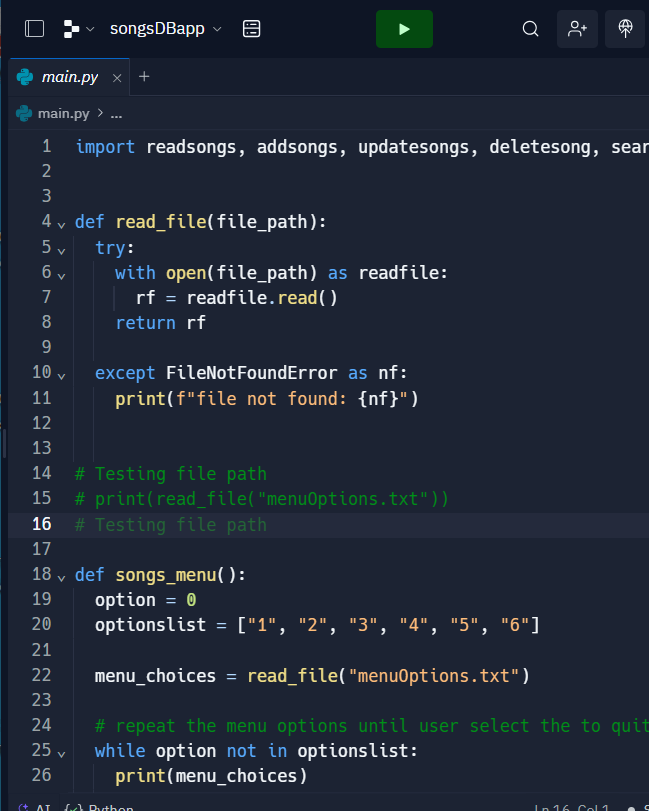 songsDBapp
main.py × +
main.py > ...
1 import readsongs, addsongs, updatesongs, deletesong,
2
3
4 def read_file(file_path):
5 try:
6 with open(file_path) as readfile:
7 rf = readfile.read()
8 return rf
9
10 except FileNotFoundError as nf:
11 print(f"file not found: {nf}")
12
13
14 # Testing file path
15 # print(read_file("menuOptions.txt"))
16 # Testing file path
17
18 def songs_menu():
19 option = 0
20 optionslist = ["1", "2", "3", "4", "5", "6"]
21
22 menu_choices = read_file("menuOptions.txt")
23
24 # repeat the menu options until user select the to quit
25 while option not in optionslist:
26 print(menu_choices)
AI {} Python Ln 16, Col 1